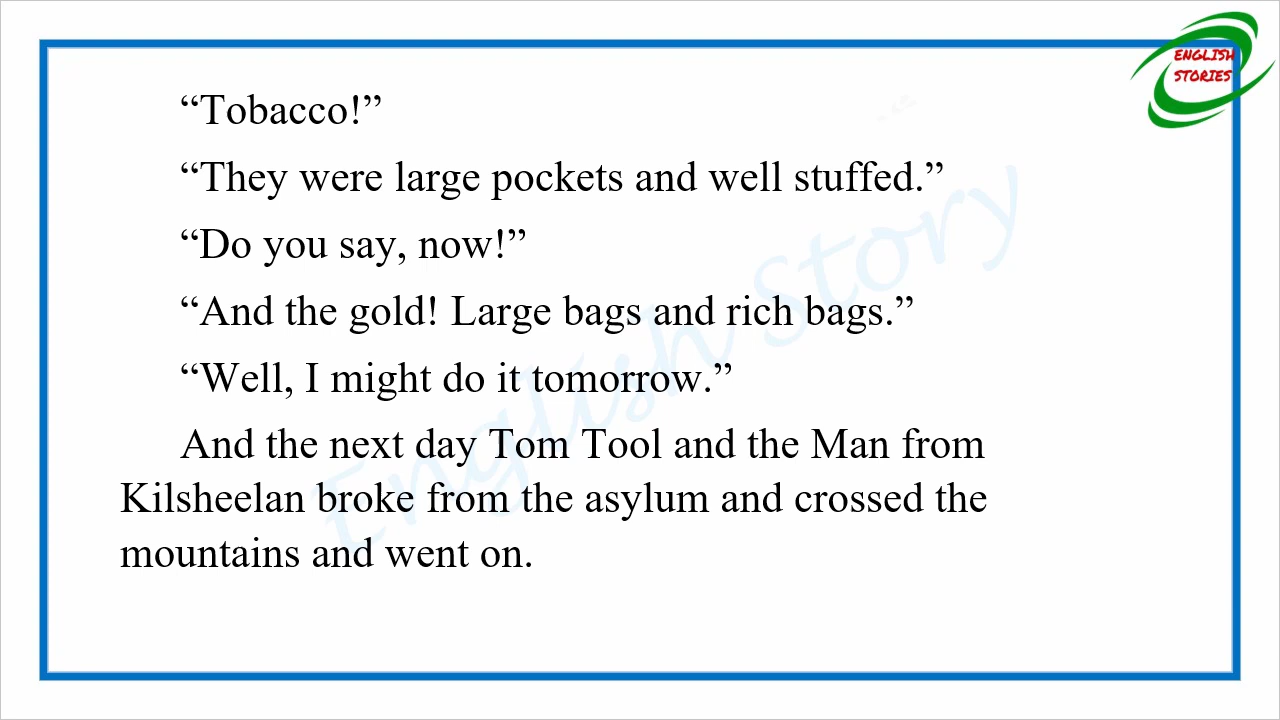 ENGLISH
STORIES
“Tobacco!”
“They were large pockets and well stuffed.”
“Do you say, now!”
“And the gold! Large bags and rich bags.”
“Well, I might do it tomorrow.”
And the next day Tom Tool and the Man from
Kilsheelan broke from the asylum and crossed the
mountains and went on.
English Story